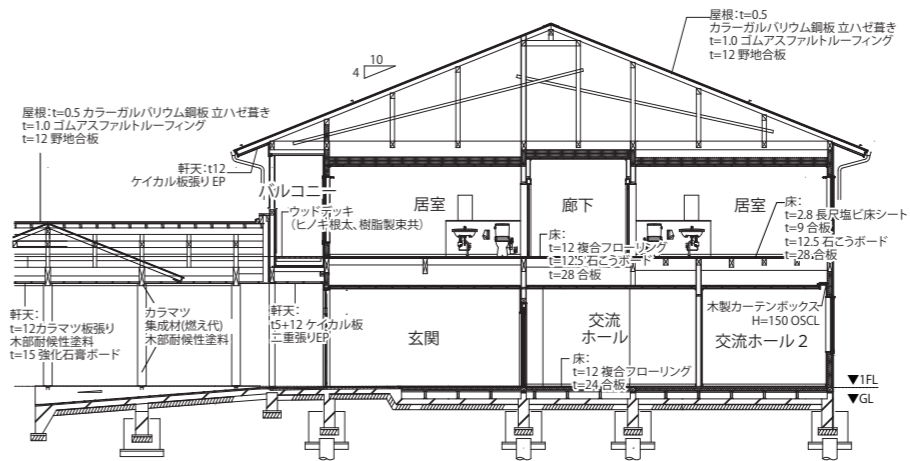 屋根：t=0.5
カラーガルバリウム鋼板 立ハゼ葺き
t=1.0 ゴムアスファルトルーフィング
t=12 野地合板
10
4
屋根：t=0.5 カラーガルバリウム鋼板 立ハゼ葺き
t=1.0 ゴムアスファルトルーフィング
t=12 野地合板
軒天：t12
ケイカル板張り EP
バルコニー
ウッドデッキ
（ヒノキ根太、樹脂製束共）
居室
廊下
居室
床：
t=12 複合フローリング
t=12.5 石こうボード
t=28 合板
床：
t=2.8 長尺塩ビ床シート
t=9 合板
t=12.5 石こうボード
t=28 合板
軒天：
t=12カラマツ板張り
木部耐候性塗料
t=15 強化石膏ボード
カラマツ
集成材(燃え代)
木部耐候性塗料
軒天：
t5+12 ケイカル板
二重張りEP
玄関
交流
ホール
木製カーテンボックス
H=150 OSCL
交流ホール 2
床：
t=12 複合フローリング
t=24 合板
▼1FL
▼GL